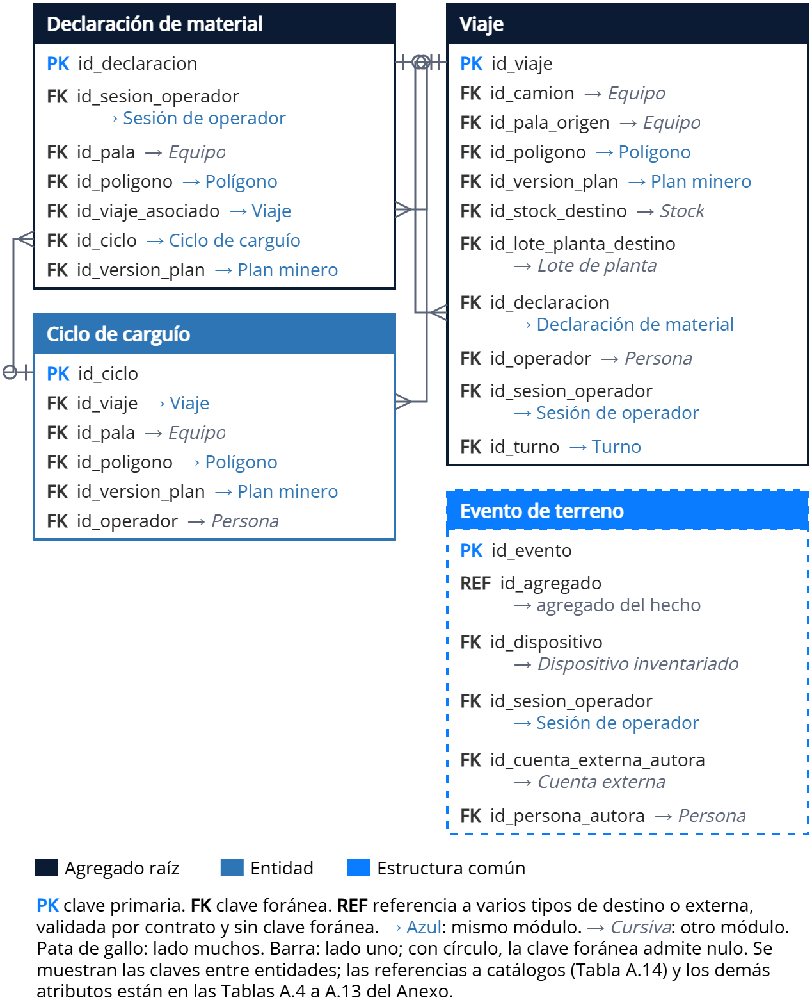 Declaración de material
PK id_declaracion
FK id_sesion_operador
→ Sesión de operador
FK id_pala → Equipo
FK id_poligono → Polígono
FK id_viaje_asociado → Viaje
FK id_ciclo → Ciclo de carguío
FK id_version_plan → Plan minero
Ciclo de carguío
PK id_ciclo
FK id_viaje → Viaje
FK id_pala → Equipo
FK id_poligono → Polígono
FK id_version_plan → Plan minero
FK id_operador → Persona
Viaje
PK id_viaje
FK id_camion → Equipo
FK id_pala_origen → Equipo
FK id_poligono → Polígono
FK id_version_plan → Plan minero
FK id_stock_destino → Stock
FK id_lote_planta_destino
→ Lote de planta
FK id_declaracion
→ Declaración de material
FK id_operador → Persona
FK id_sesion_operador
→ Sesión de operador
FK id_turno → Turno
Evento de terreno
PK id_evento
REF id_agregado
→ agregado del hecho
FK id_dispositivo
→ Dispositivo inventariado
FK id_sesion_operador
→ Sesión de operador
FK id_cuenta_externa_autora
→ Cuenta externa
FK id_persona_autora → Persona
Agregado raíz Entidad Estructura común
PK clave primaria. FK clave foránea. REF referencia a varios tipos de destino o externa,
validada por contrato y sin clave foránea. → Azul: mismo módulo. → Cursiva: otro módulo.
Pata de gallo: lado muchos. Barra: lado uno; con círculo, la clave foránea admite nulo. Se
muestran las claves entre entidades; las referencias a catálogos (Tabla A.14) y los demás
atributos están en las Tablas A.4 a A.13 del Anexo.